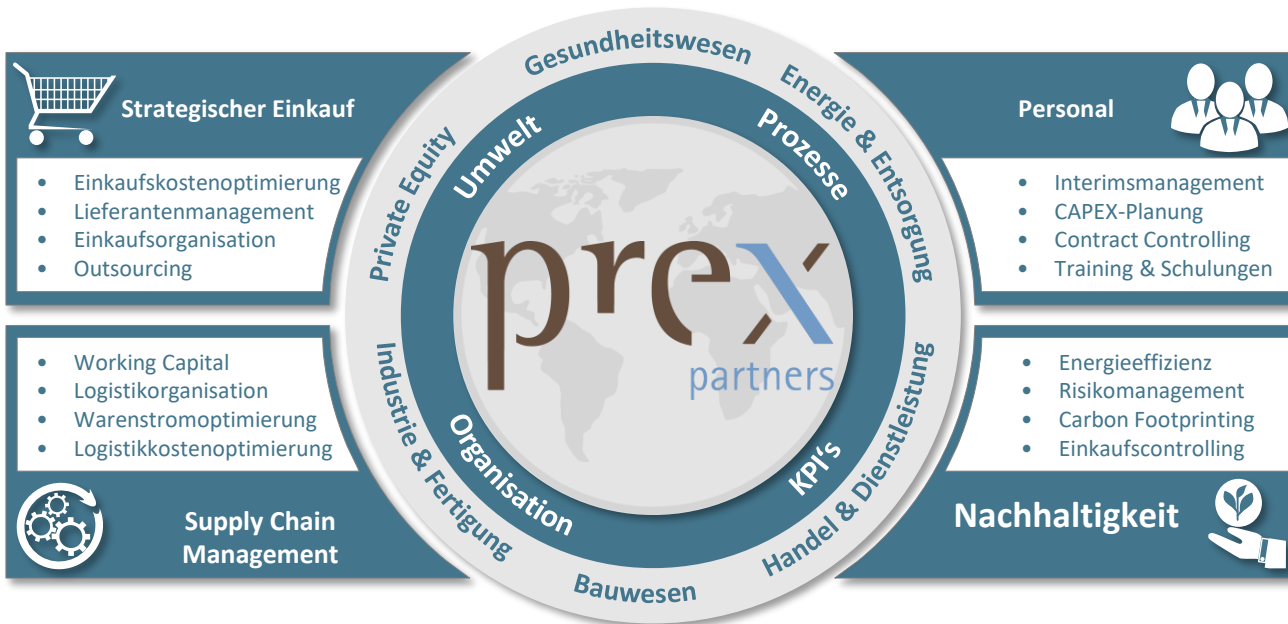 Strategischer Einkauf
• Einkaufskostenoptimierung
• Lieferantenmanagement
• Einkaufsorganisation
• Outsourcing
• Working Capital
• Logistikorganisation
• Warenstromoptimierung
• Logistikkostenoptimierung
Supply Chain
Management
Gesundheitswesen
Energie & Entsorgung
Handel & Dienstleistung
Bauwesen
Industrie & Fertigung
Private Equity
Umwelt
Prozesse
KPI‘s
Organisation
prex
partners
Personal
• Interimsmanagement
• CAPEX-Planung
• Contract Controlling
• Training & Schulungen
• Energieeffizienz
• Risikomanagement
• Carbon Footprinting
• Einkaufscontrolling
Nachhaltigkeit